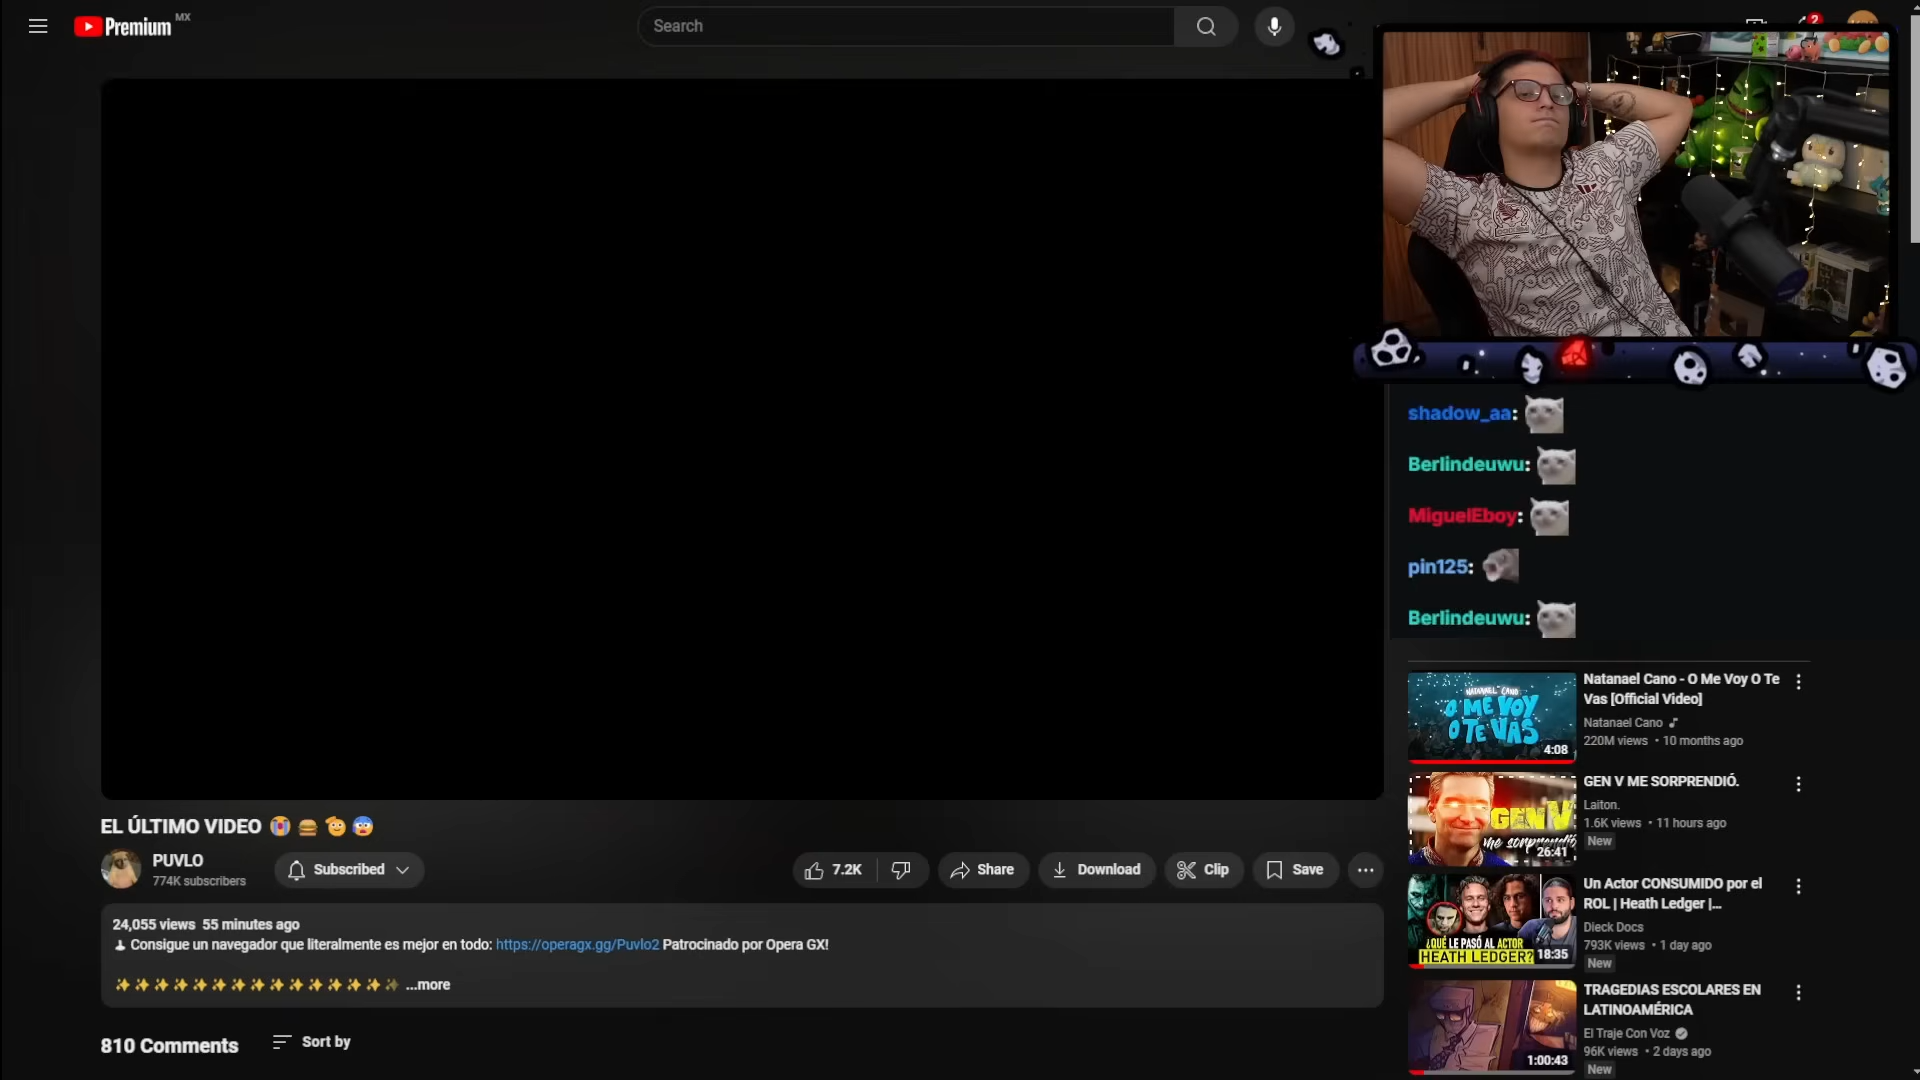 Premium MX
Search
2
shadow_aa:
Berlindeuwu:
MiguelEboy:
pin125:
Berlindeuwu:
NATANAEL CANO
O ME VOY
O TE VAS
4:08
Natanael Cano - O Me Voy O Te
Vas [Official Video]
Natanael Cano
220M views • 10 months ago
GEN V
me sorprendió
26:41
GEN V ME SORPRENDIÓ.
Laiton.
1.6K views • 11 hours ago
New
¿QUÉ LE PASÓ AL ACTOR
HEATH LEDGER?
18:35
Un Actor CONSUMIDO por el
ROL | Heath Ledger |...
Dieck Docs
793K views • 1 day ago
New
1:00:43
TRAGEDIAS ESCOLARES EN
LATINOAMÉRICA
El Traje Con Voz
96K views • 2 days ago
New
EL ÚLTIMO VIDEO 😭 🍔 🫡 😱
PUVLO
774K subscribers
Subscribed
7.2K
Share
Download
Clip
Save
24,055 views 55 minutes ago
Consigue un navegador que literalmente es mejor en todo: https://operagx.gg/Puvlo2 Patrocinado por Opera GX!
✨✨✨✨✨✨✨✨✨✨✨✨✨✨✨ ...more
810 Comments
Sort by